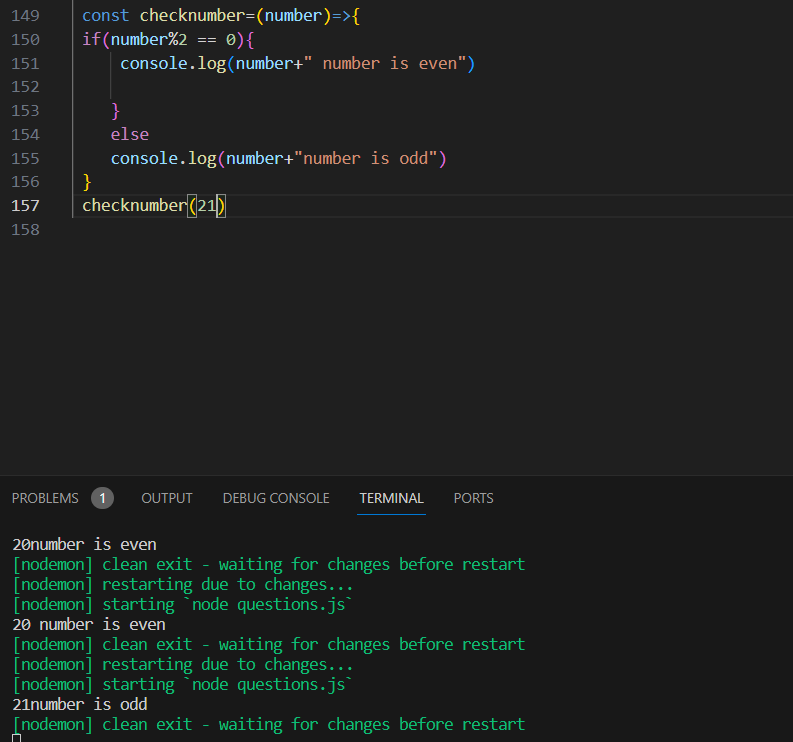 149 const checknumber=(number)=>{
150 if(number%2 == 0){
151 console.log(number+" number is even")
152
153 }
154 else
155 console.log(number+"number is odd")
156 }
157 checknumber(21)
158
PROBLEMS 1 OUTPUT DEBUG CONSOLE TERMINAL PORTS
20number is even
[nodemon] clean exit - waiting for changes before restart
[nodemon] restarting due to changes...
[nodemon] starting `node questions.js`
20 number is even
[nodemon] clean exit - waiting for changes before restart
[nodemon] restarting due to changes...
[nodemon] starting `node questions.js`
21number is odd
[nodemon] clean exit - waiting for changes before restart